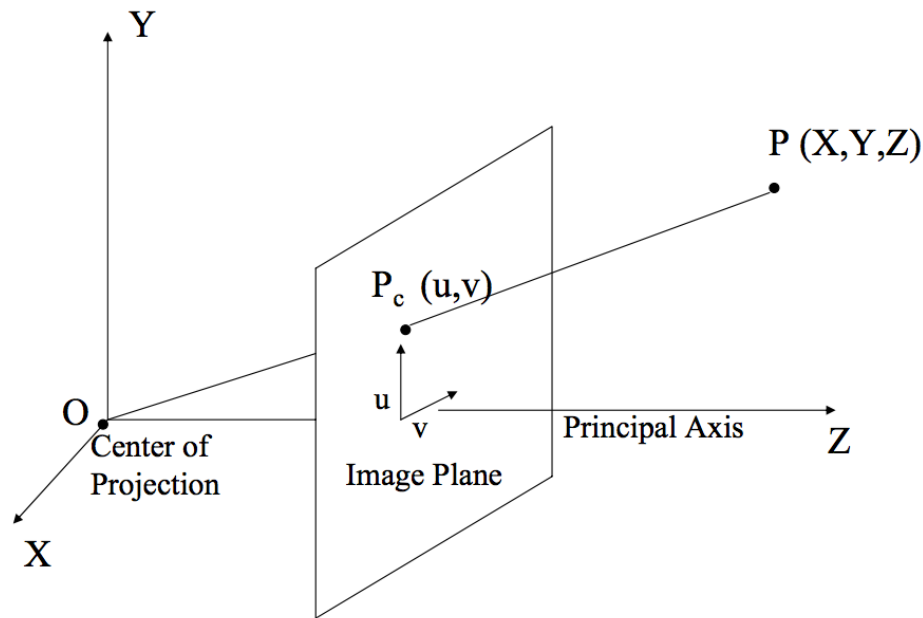 Y
P (X,Y,Z)
P_c (u,v)
O
u
v
Center of
Projection
Principal Axis
Z
Image Plane
X